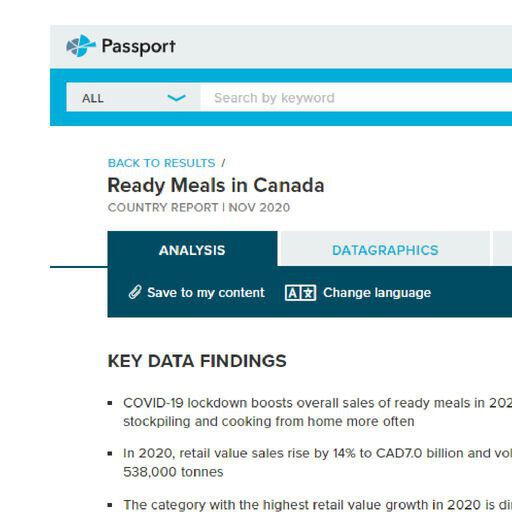 Passport
ALL
Search by keyword
BACK TO RESULTS /
Ready Meals in Canada
COUNTRY REPORT | NOV 2020
ANALYSIS
DATAGRAPHICS
Save to my content
A Change language
KEY DATA FINDINGS
COVID-19 lockdown boosts overall sales of ready meals in 202
stockpiling and cooking from home more often
In 2020, retail value sales rise by 14% to CAD7.0 billion and vol
538,000 tonnes
The category with the highest retail value growth in 2020 is di